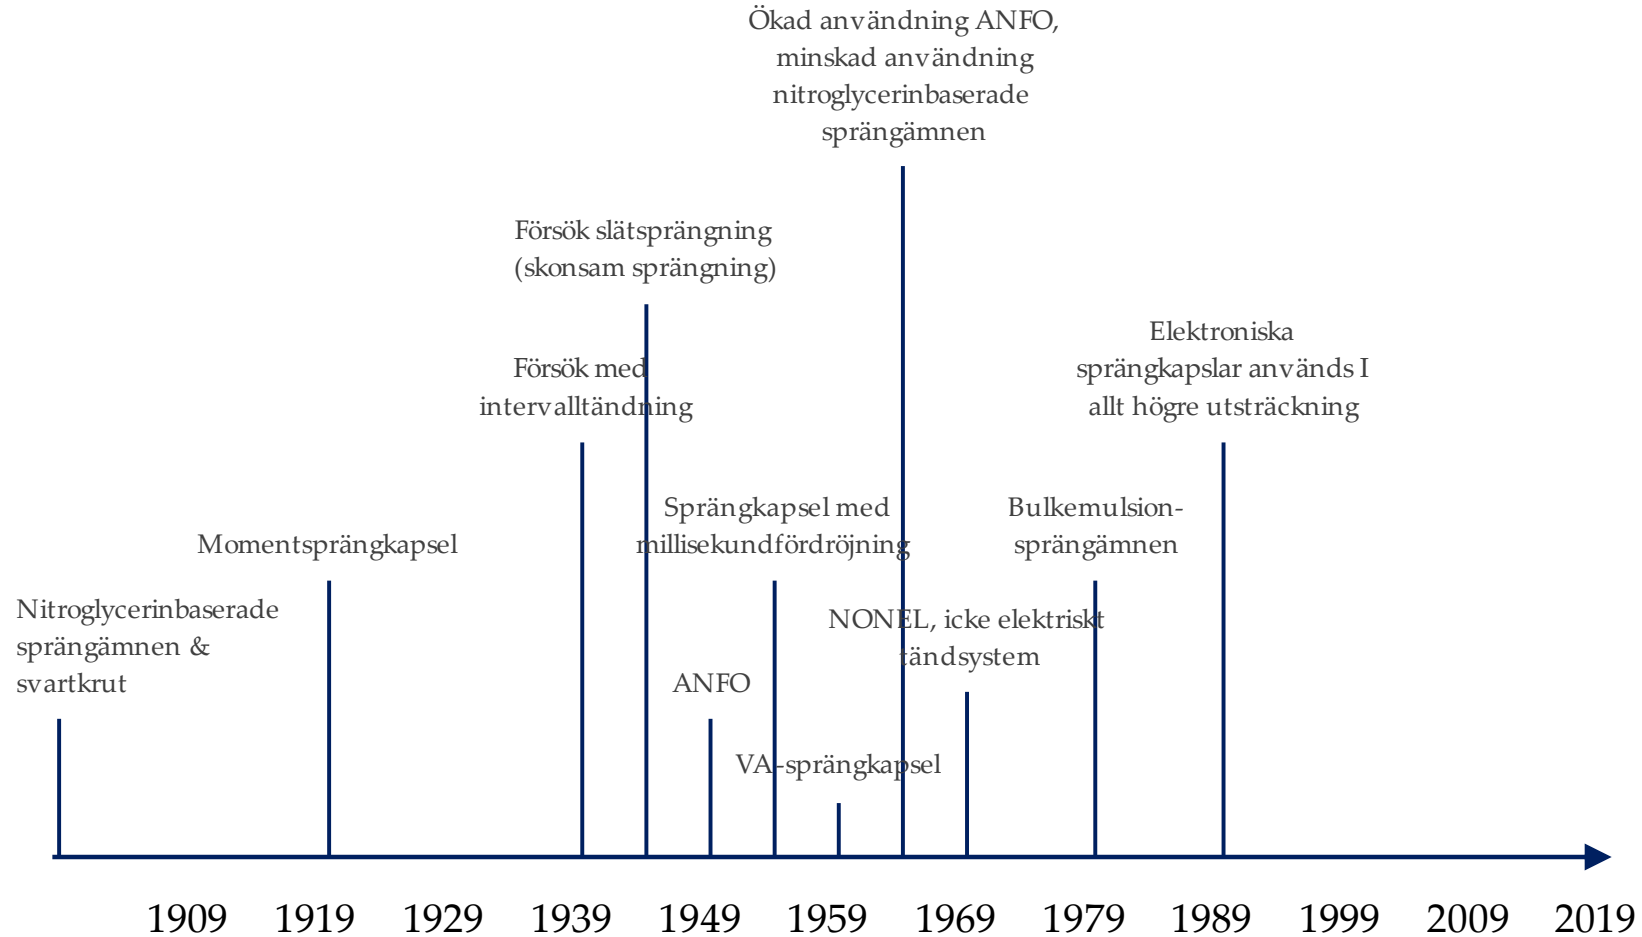 Ökad användning ANFO,
minskad användning
nitroglycerinbaserade
sprängämnen
Försök slätsprängning
(skonsam sprängning)
Försök med
intervalltändning
Elektroniska
sprängkapslar används I
allt högre utsträckning
Sprängkapsel med
millisekundfördröjning
Bulkemulsion-
sprängämnen
Momentsprängkapsel
Nitroglycerinbaserade
sprängämnen &
svartkrut
NONEL, icke elektriskt
tändsystem
ANFO
VA-sprängkapsel
1909 1919 1929 1939 1949 1959 1969 1979 1989 1999 2009 2019